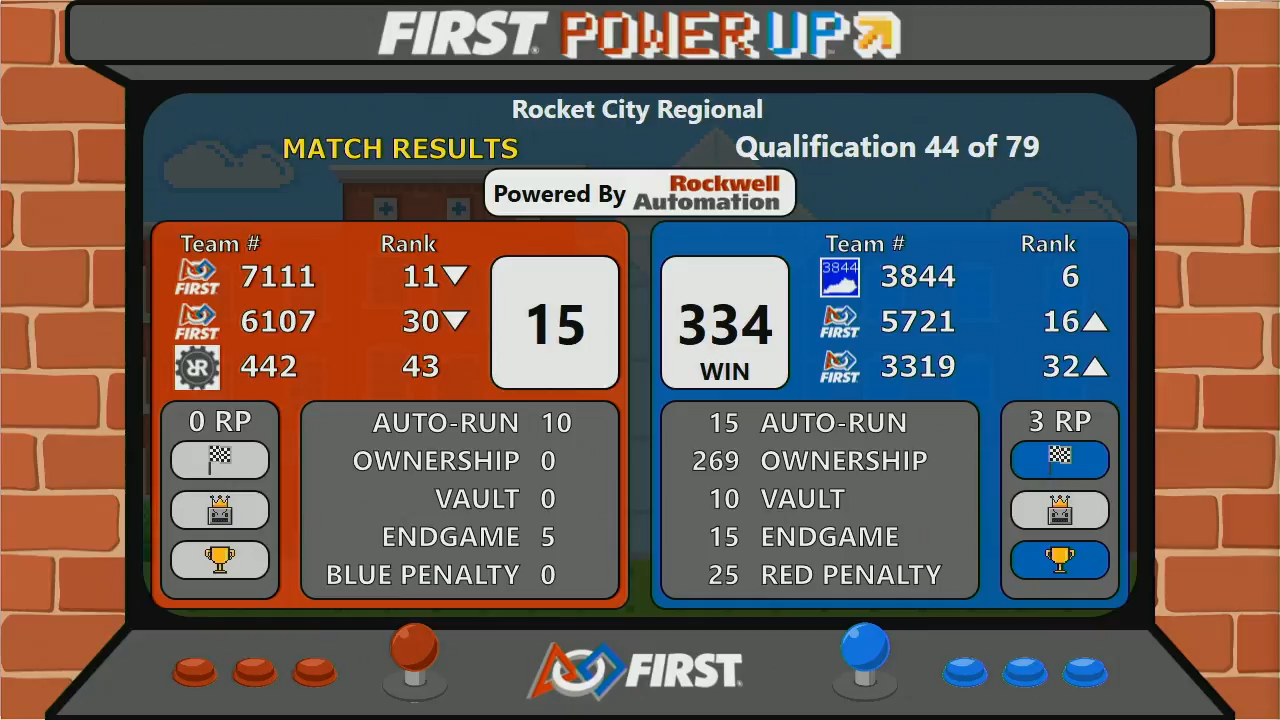 FIRST POWER UP
Rocket City Regional
MATCH RESULTS
Qualification 44 of 79
Powered By Rockwell Automation
Team # Rank
FIRST 7111 11
FIRST 6107 30
RR 442 43
15
334
WIN
Team # Rank
3844 3844 6
FIRST 5721 16
FIRST 3319 32
0 RP
AUTO-RUN 10
OWNERSHIP 0
VAULT 0
ENDGAME 5
BLUE PENALTY 0
15 AUTO-RUN
269 OWNERSHIP
10 VAULT
15 ENDGAME
25 RED PENALTY
3 RP
FIRST